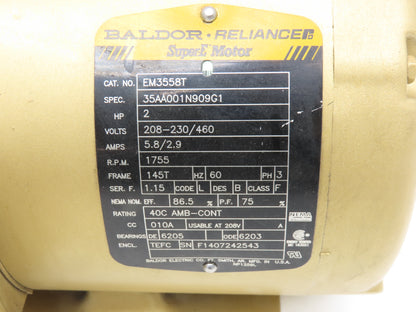 BALDOR · RELIANCE
Super-E Motor
CAT. NO. EM3558T
SPEC. 35AA001N909G1
HP 2
VOLTS 208-230/460
AMPS 5.8/2.9
R.P.M. 1755
FRAME 145T HZ 60 PH 3
SER. F. 1.15 CODE L DES B CLASS F
NEMA NOM. EFF. 86.5 % P.F. 75 %
RATING 40C AMB-CONT
CC 010A USABLE AT 208V A
BEARINGS DE 6205 ODE 6203
ENCL. TEFC SN F1407242543
BALDOR ELECTRIC CO. FT. SMITH, AR. MFG. IN U.S.A.